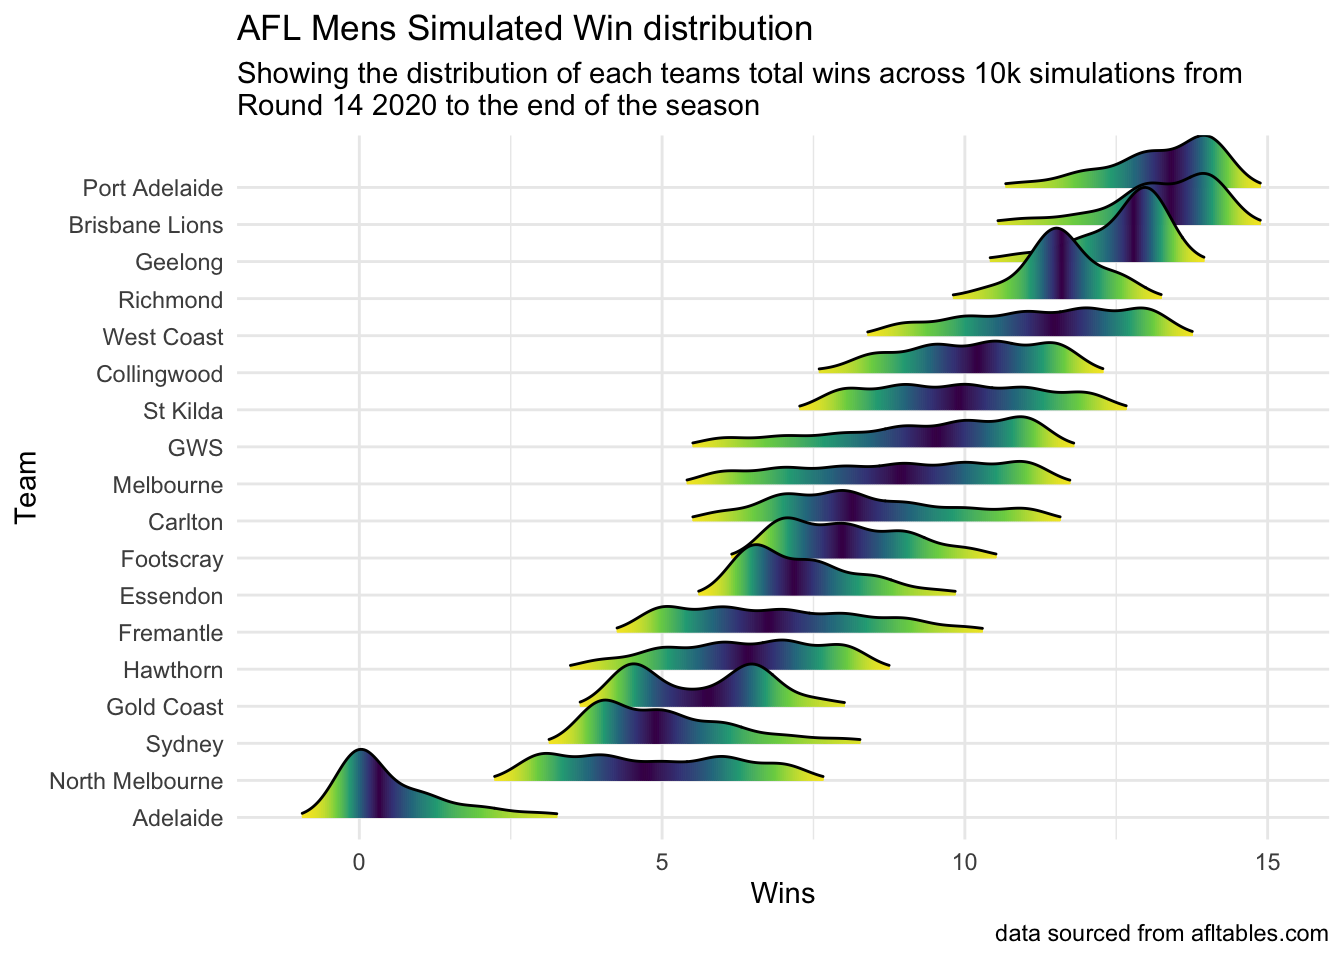 AFL Mens Simulated Win distribution
Showing the distribution of each teams total wins across 10k simulations from
Round 14 2020 to the end of the season
Team
Port Adelaide
Brisbane Lions
Geelong
Richmond
West Coast
Collingwood
St Kilda
GWS
Melbourne
Carlton
Footscray
Essendon
Fremantle
Hawthorn
Gold Coast
Sydney
North Melbourne
Adelaide
0 5 10 15
Wins
data sourced from afltables.com